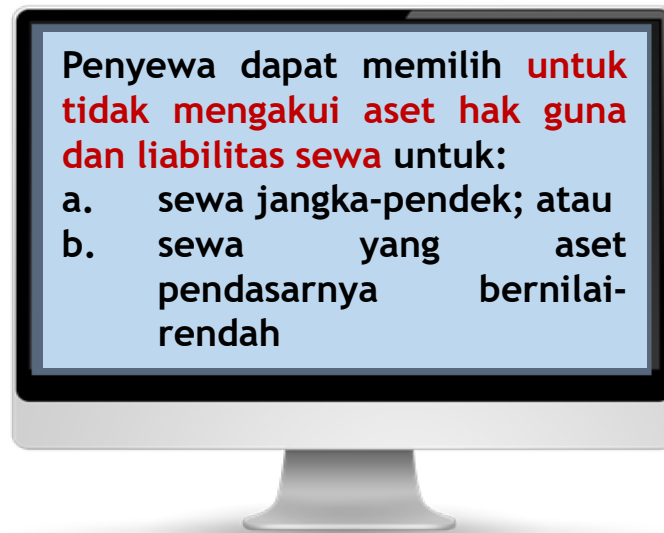 Penyewa dapat memilih untuk
tidak mengakui aset hak guna
dan liabilitas sewa untuk:
a. sewa jangka-pendek; atau
b. sewa yang aset
pendasarnya bernilai-
rendah